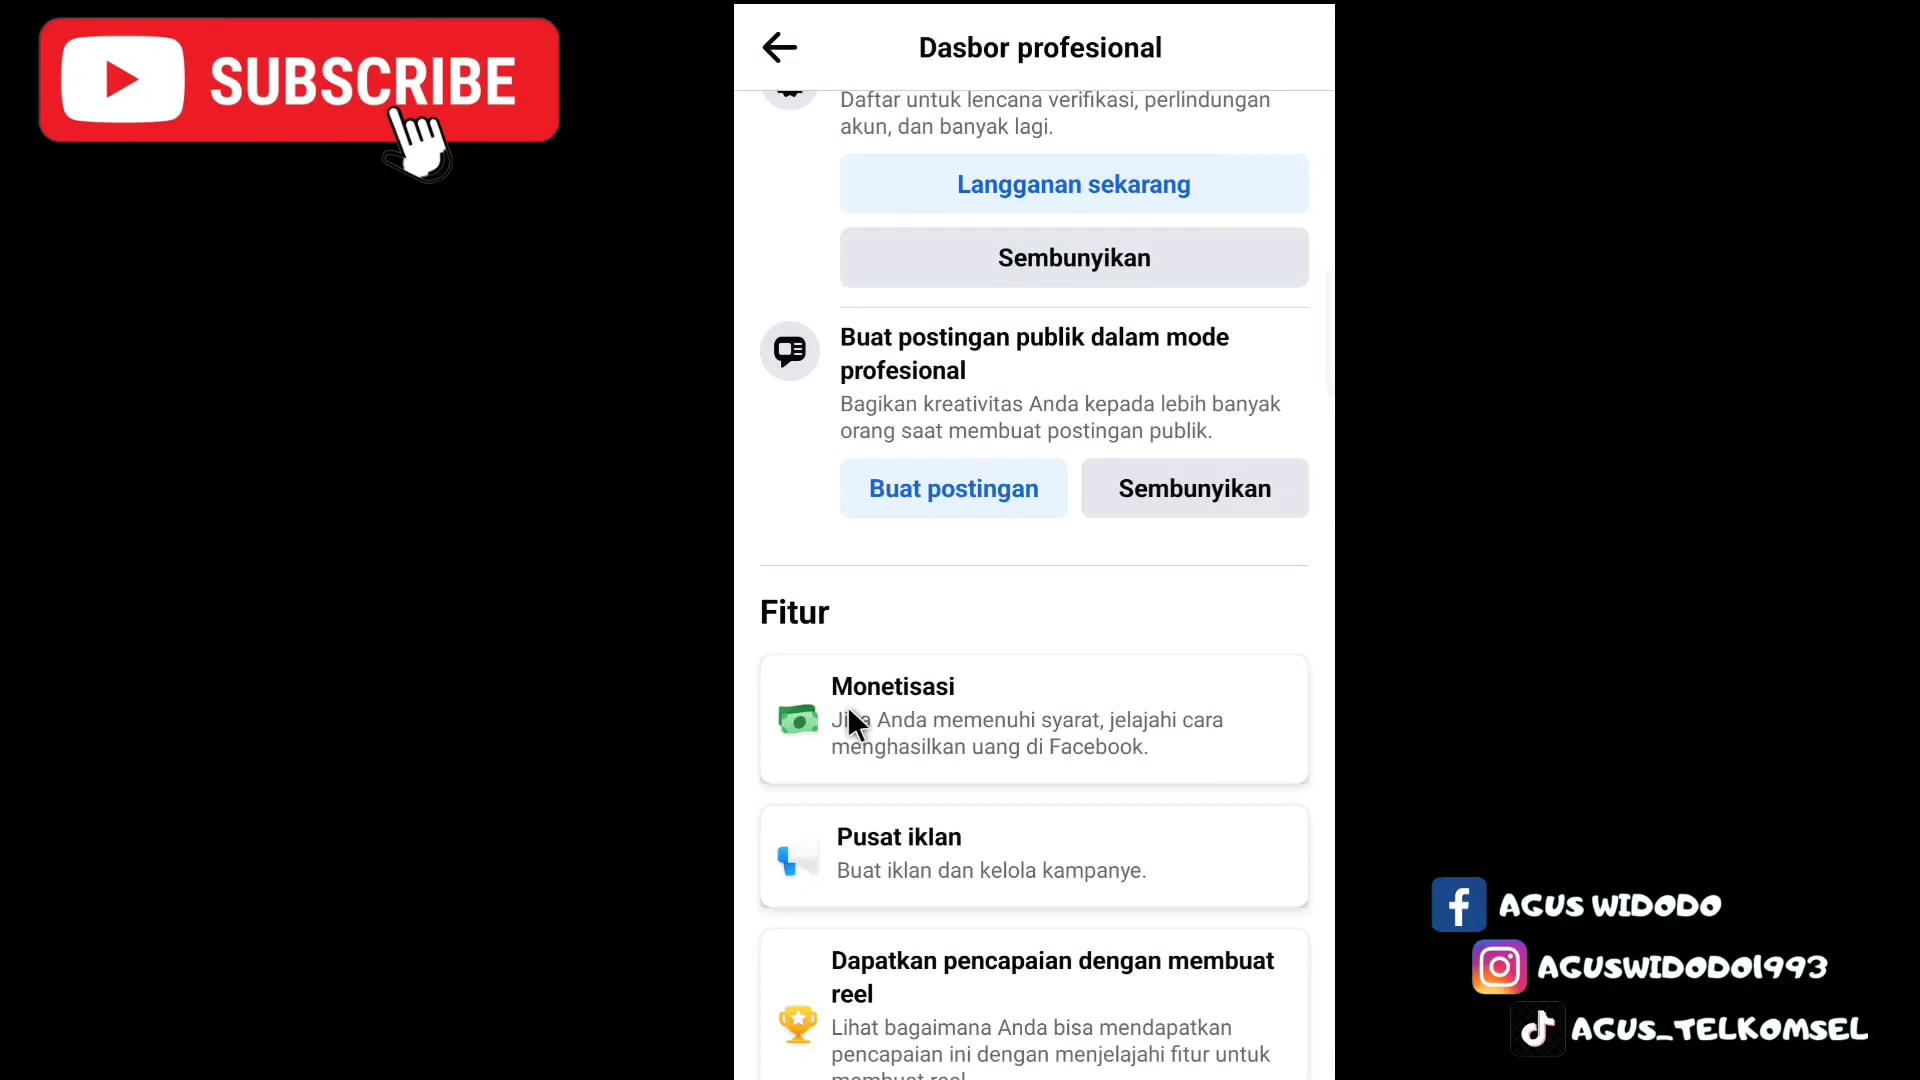 SUBSCRIBE
Dasbor profesional
Daftar untuk lencana verifikasi, perlindungan
akun, dan banyak lagi.
Langganan sekarang
Sembunyikan
Buat postingan publik dalam mode
profesional
Bagikan kreativitas Anda kepada lebih banyak
orang saat membuat postingan publik.
Buat postingan
Sembunyikan
Fitur
Monetisasi
Jika Anda memenuhi syarat, jelajahi cara
menghasilkan uang di Facebook.
Pusat iklan
Buat iklan dan kelola kampanye.
Dapatkan pencapaian dengan membuat
reel
Lihat bagaimana Anda bisa mendapatkan
pencapaian ini dengan menjelajahi fitur untuk
membuat reel.
AGUS WIDODO
AGUSWIDODO1993
AGUS_TELKOMSEL